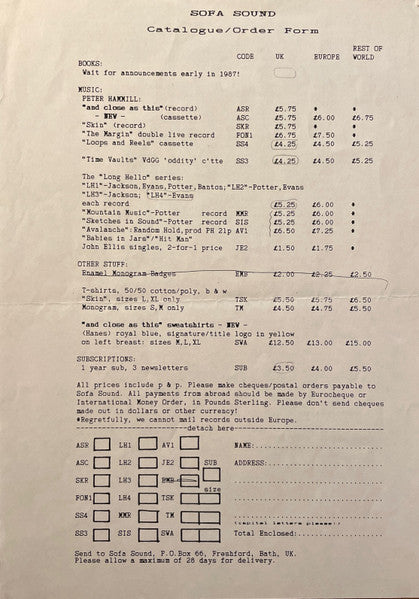 SOFA SOUND
Catalogue/Order Form
CODE UK EUROPE REST OF WORLD
BOOKS:
Wait for announcements early in 1987!
MUSIC:
PETER HAMMILL:
"and close as this"(record) ASR £5.75 * *
- NEW - (cassette) ASC £5.75 £6.00 £6.75
"Skin" (record) SKR £5.75 * *
"The Margin" double live record FON1 £6.75 £7.50 *
"Loops and Reels" cassette SS4 £4.25 £4.50 £5.25
"Time Vaults" VdGG 'oddity' c'tte SS3 £4.25 £4.50 £5.25
The "Long Hello" series:
"LH1"-Jackson,Evans,Potter,Banton;"LH2"-Potter,Evans
"LH3"-Jackson; "LH4"-Evans
each record £5.25 £6.00 *
"Mountain Music"-Potter record MMR £5.25 £6.00 *
"Sketches in Sound"-Potter record SIS £5.25 £6.00 *
"Avalanche":Random Hold,prod PH 21p AV1 £6.50 £7.25 *
"Babies in Jars"/"Hit Man"
John Ellis singles, 2-for-1 price JE2 £1.50 £1.75 *
OTHER STUFF:
Enamel Monogram Badges EMB £2.00 £2.25 £2.50
T-shirts, 50/50 cotton/poly, b & w
"Skin", sizes L,XL only TSK £5.50 £5.75 £6.50
Monogram, sizes S,M only TM £4.50 £4.75 £5.50
"and close as this" sweatshirts - NEW -
(Hanes) royal blue, signature/title logo in yellow
on left breast: sizes M,L,XL SWA £12.50 £13.00 £15.00
SUBSCRIPTIONS:
1 year sub, 3 newsletters SUB £3.50 £4.00 £5.50
All prices include p & p. Please make cheques/postal orders payable to
Sofa Sound. All payments from abroad should be made by Eurocheque or
International Money Order, in Pounds Sterling. Please don't send cheques
made out in dollars or other currency!
*Regretfully, we cannot mail records outside Europe.
detach here
ASR LH1 AV1 NAME:
ASC LH2 JE2 SUB ADDRESS:
SKR LH3 EMB
size
FON1 LH4 TSK
SS4 MMR TM
(capital letters please!)
SS3 SIS SWA Total Enclosed:
Send to Sofa Sound, P.O.Box 66, Freshford, Bath, UK.
Please allow a maximum of 28 days for delivery.